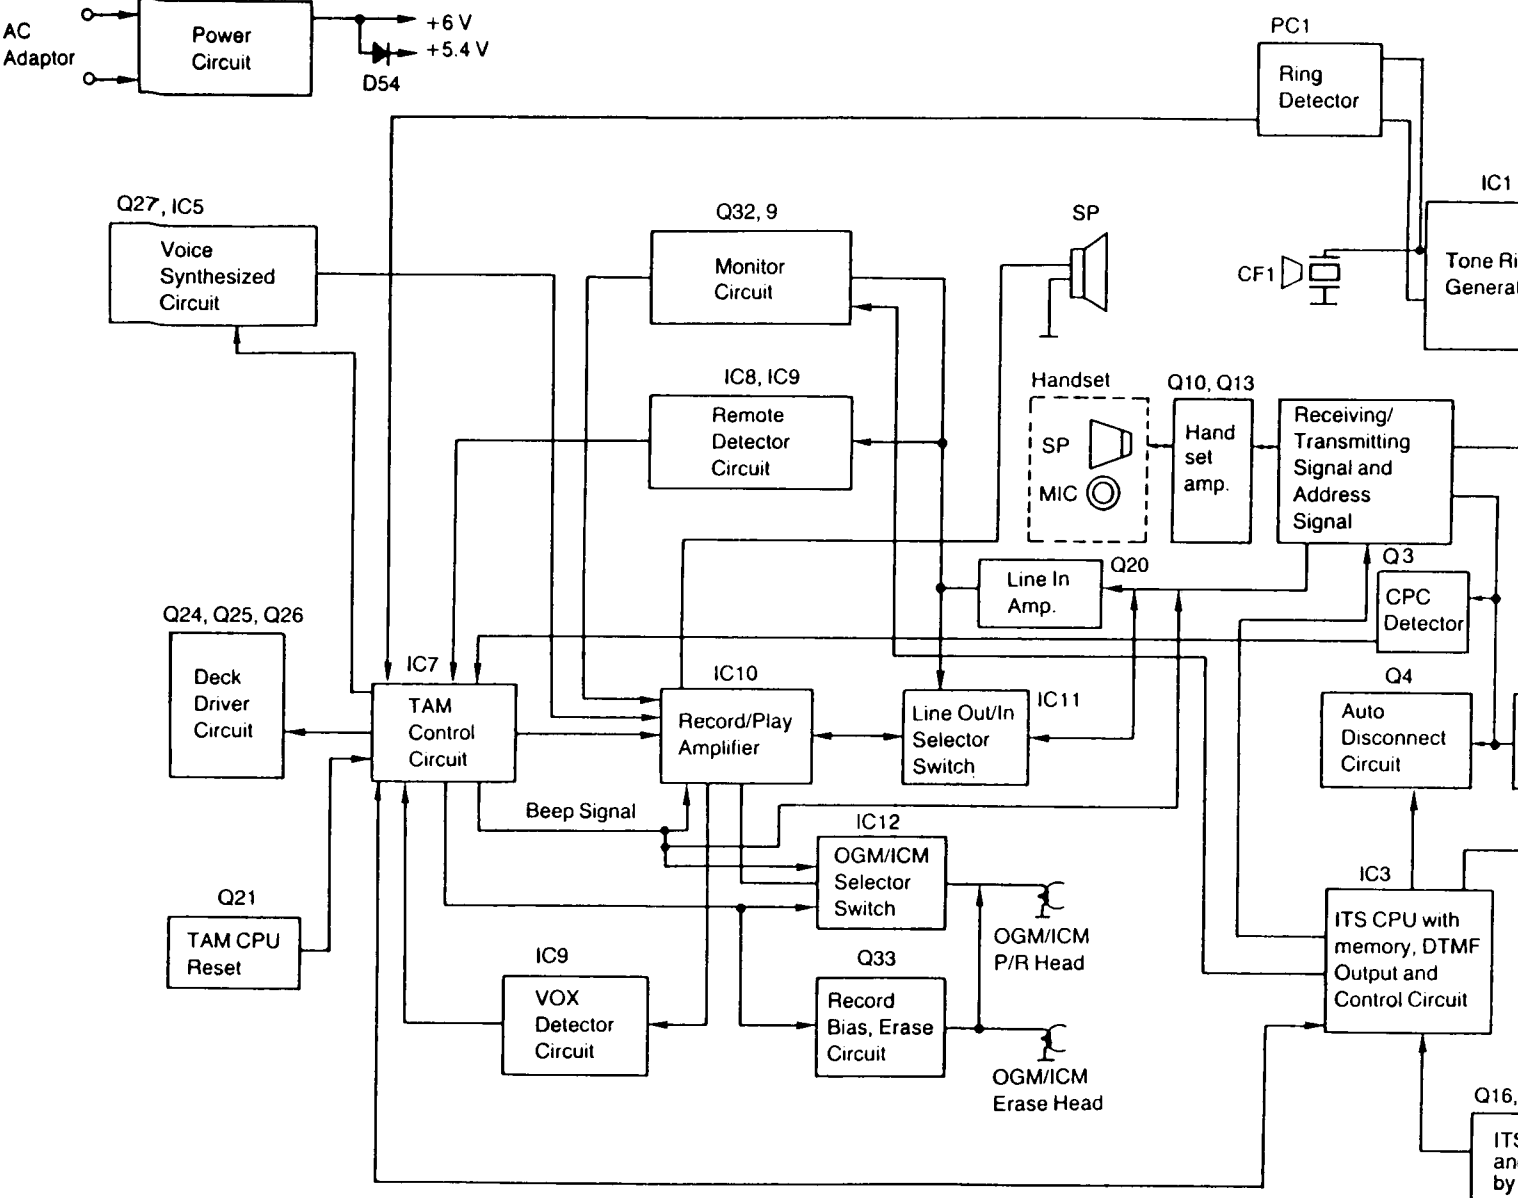 AC
Adaptor
Power
Circuit
+6 V
+5.4 V
D54
PC1
Ring
Detector
IC1
Q27, IC5
Voice
Synthesized
Circuit
Q32, 9
Monitor
Circuit
SP
CF1
IC8, IC9
Remote
Detector
Circuit
Handset
SP
MIC
Q10, Q13
Hand
set
amp.
Receiving/
Transmitting
Signal and
Address
Signal
Tone
Line In
Amp.
Q20
Q3
CPC
Detector
Q24, Q25, Q26
Deck
Driver
Circuit
IC7
TAM
Control
Circuit
IC10
Record/Play
Amplifier
IC11
Line Out/In
Selector
Switch
Q4
Auto
Disconnect
Circuit
Beep Signal
IC12
OGM/ICM
Selector
Switch
OGM/ICM
P/R Head
Q21
TAM CPU
Reset
IC9
VOX
Detector
Circuit
Q33
Record
Bias, Erase
Circuit
OGM/ICM
Erase Head
IC3
ITS CPU with
memory, DTMF
Output and
Control Circuit
Q16,
by